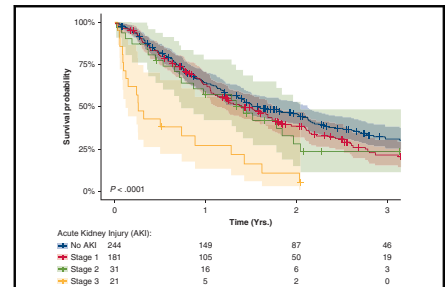 100%
75%
50%
25%
0%
Survival probability
P < .0001
0 1 2 3
Time (Yrs.)
Acute Kidney Injury (AKI):
No AKI 244 149 87 46
Stage 1 181 105 50 19
Stage 2 31 16 6 3
Stage 3 21 5 2 0